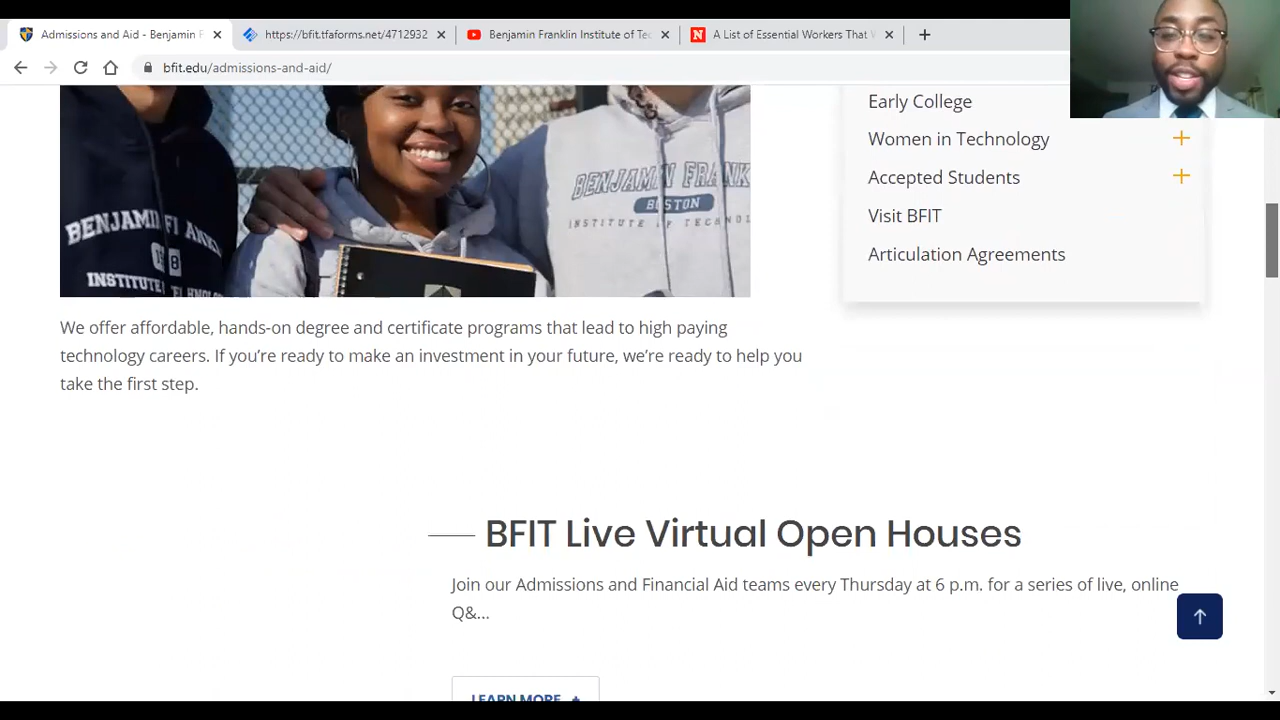 Admissions and Aid - Benjamin F
https://bfit.tfaforms.net/4712932
Benjamin Franklin Institute of Tec
A List of Essential Workers That V
bfit.edu/admissions-and-aid/
Early College
Women in Technology
Accepted Students
Visit BFIT
Articulation Agreements
BENJAMIN
INSTITUTE
BENJAMIN FRANK
BOSTON
INSTITUTE OF TECHNOLO
We offer affordable, hands-on degree and certificate programs that lead to high paying
technology careers. If you’re ready to make an investment in your future, we’re ready to help you
take the first step.
BFIT Live Virtual Open Houses
Join our Admissions and Financial Aid teams every Thursday at 6 p.m. for a series of live, online
Q&...
LEARN MORE